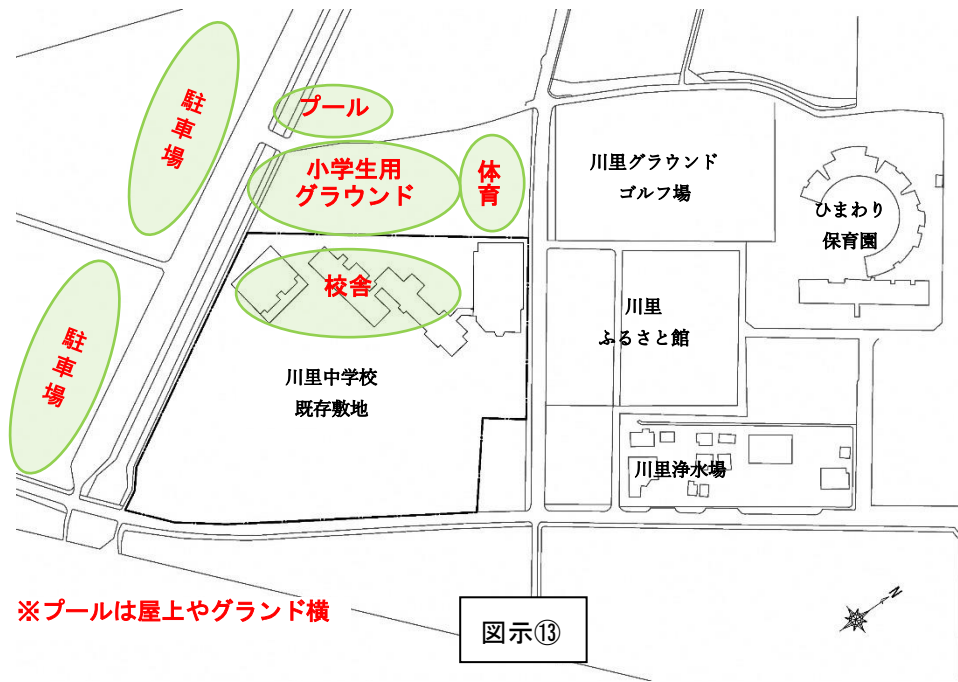 駐車場
プール
小学生用
グラウンド
体育
川里グラウンド
ゴルフ場
ひまわり
保育園
校舎
川里
ふるさと館
駐車場
川里中学校
既存敷地
川里浄水場
※プールは屋上やグランド横
図示⑬
N